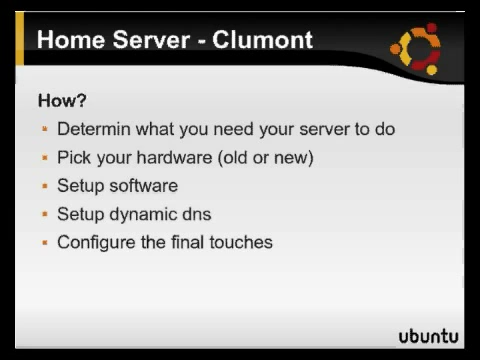 Home Server - Clumont
How?
Determin what you need your server to do
Pick your hardware (old or new)
Setup software
Setup dynamic dns
Configure the final touches
ubuntu